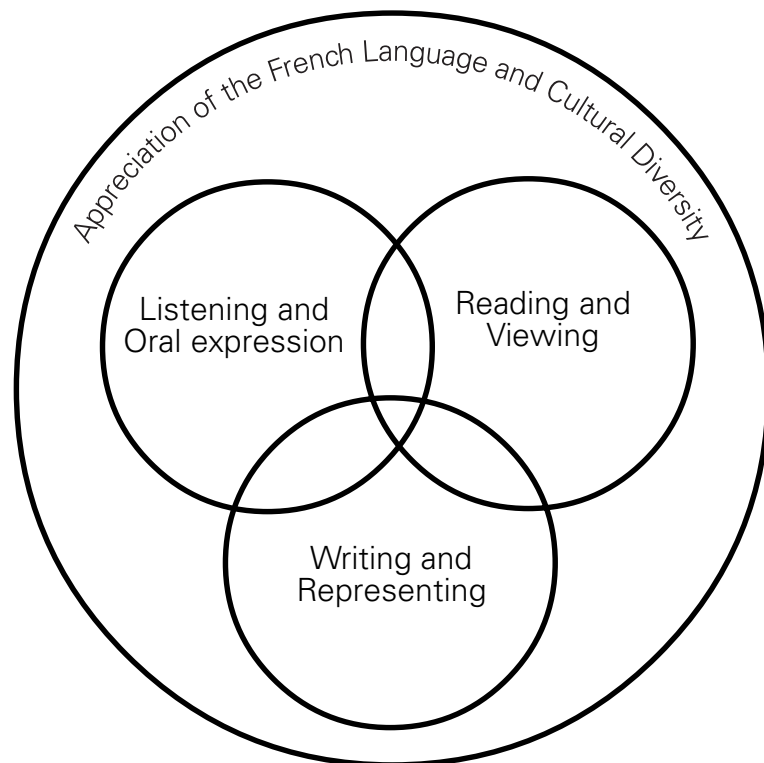 Appreciation of the French Language and Cultural Diversity
Listening and
Oral expression
Reading and
Viewing
Writing and
Representing